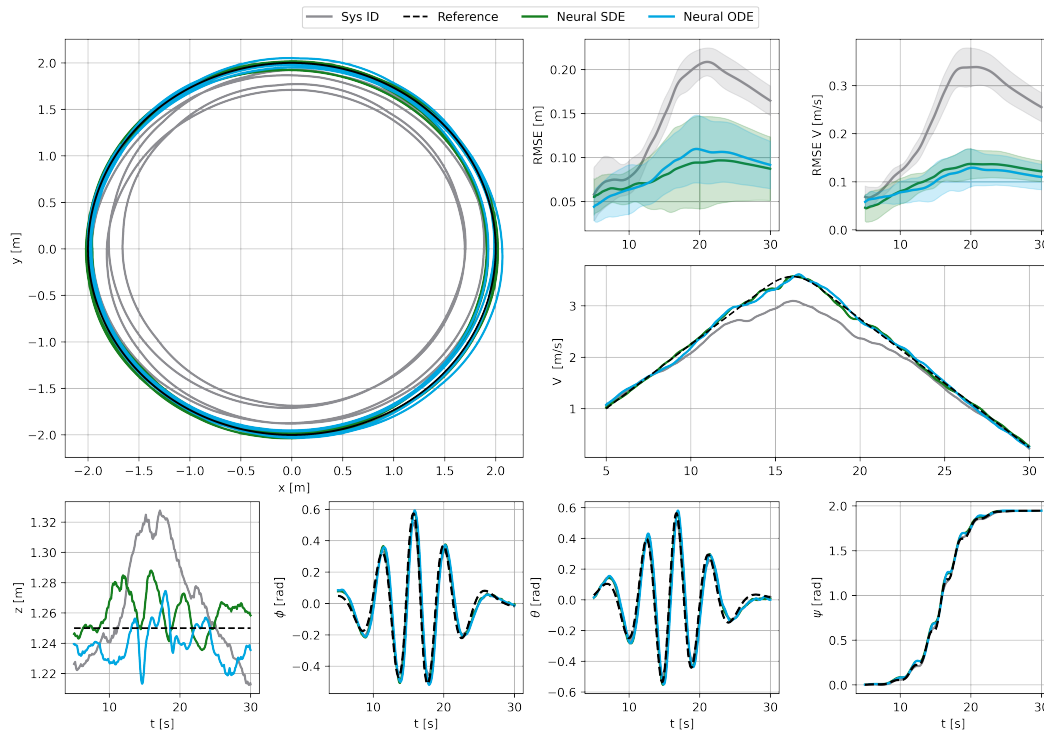 Sys ID Reference Neural SDE Neural ODE
y [m]
2.0
1.5
1.0
0.5
0.0
−0.5
−1.0
−1.5
−2.0
−2.0 −1.5 −1.0 −0.5 0.0 0.5 1.0 1.5 2.0
x [m]
RMSE [m]
0.20
0.15
0.10
0.05
10 20 30
RMSE V [m/s]
0.3
0.2
0.1
0.0
10 20 30
V [m/s]
3
2
1
5 10 15 20 25 30
z [m]
1.32
1.30
1.28
1.26
1.24
1.22
10 20 30
t [s]
ϕ [rad]
0.6
0.4
0.2
0.0
−0.2
−0.4
10 20 30
t [s]
θ [rad]
0.6
0.4
0.2
0.0
−0.2
−0.4
−0.6
10 20 30
t [s]
ψ [rad]
2.0
1.5
1.0
0.5
0.0
10 20 30
t [s]